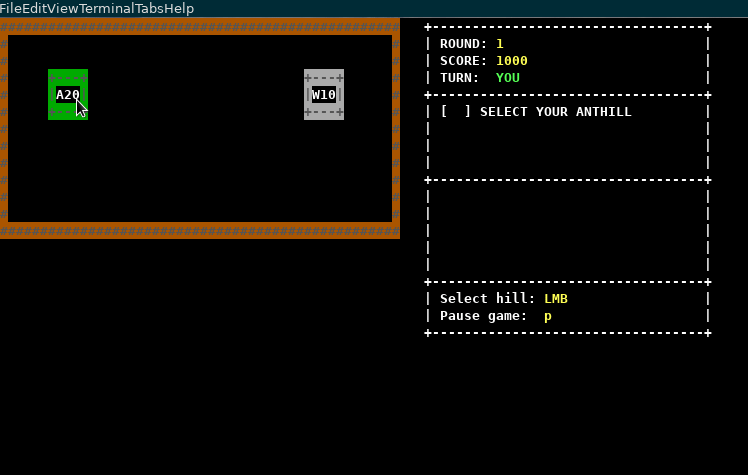 FileEditViewTerminalTabsHelp
ROUND: 1
SCORE: 1000
TURN: YOU
A20
W10
[ ] SELECT YOUR ANTHILL
Select hill: LMB
Pause game: p